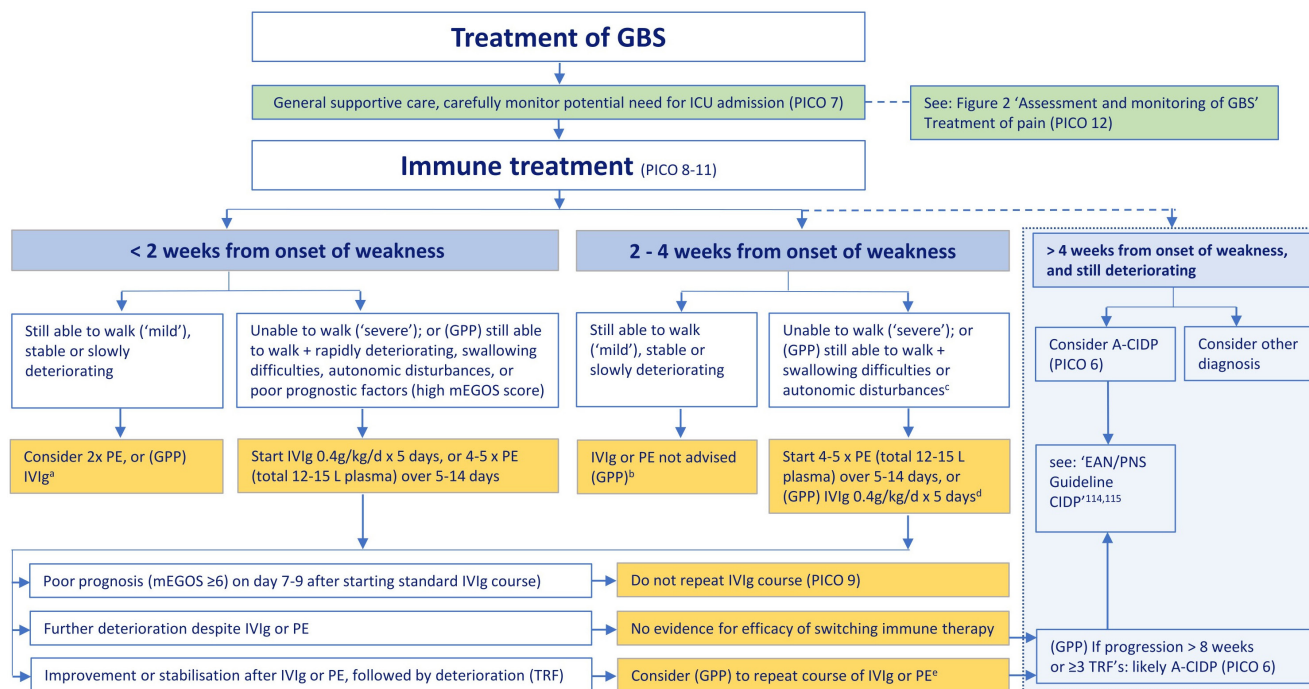 Treatment of GBS
General supportive care, carefully monitor potential need for ICU admission (PICO 7)
See: Figure 2 ‘Assessment and monitoring of GBS’
Treatment of pain (PICO 12)
Immune treatment (PICO 8-11)
< 2 weeks from onset of weakness
Still able to walk (‘mild’),
stable or slowly
deteriorating
Consider 2x PE, or (GPP)
IVIgᵃ
Unable to walk (‘severe’); or (GPP) still able
to walk + rapidly deteriorating, swallowing
difficulties, autonomic disturbances, or
poor prognostic factors (high mEGOS score)
Start IVIg 0.4g/kg/d x 5 days, or 4-5 x PE
(total 12-15 L plasma) over 5-14 days
2 - 4 weeks from onset of weakness
Still able to walk
(‘mild’), stable or
slowly deteriorating
IVIg or PE not advised
(GPP)ᵇ
Unable to walk (‘severe’); or
(GPP) still able to walk +
swallowing difficulties or
autonomic disturbancesᶜ
Start 4-5 x PE (total 12-15 L
plasma) over 5-14 days, or
(GPP) IVIg 0.4g/kg/d x 5 daysᵈ
> 4 weeks from onset of weakness,
and still deteriorating
Consider A-CIDP
(PICO 6)
Consider other
diagnosis
see: ‘EAN/PNS
Guideline
CIDP’¹¹⁴,¹¹⁵
Poor prognosis (mEGOS ≥6) on day 7-9 after starting standard IVIg course)
Do not repeat IVIg course (PICO 9)
Further deterioration despite IVIg or PE
No evidence for efficacy of switching immune therapy
Improvement or stabilisation after IVIg or PE, followed by deterioration (TRF)
Consider (GPP) to repeat course of IVIg or PEᵉ
(GPP) If progression > 8 weeks
or ≥3 TRF’s: likely A-CIDP (PICO 6)